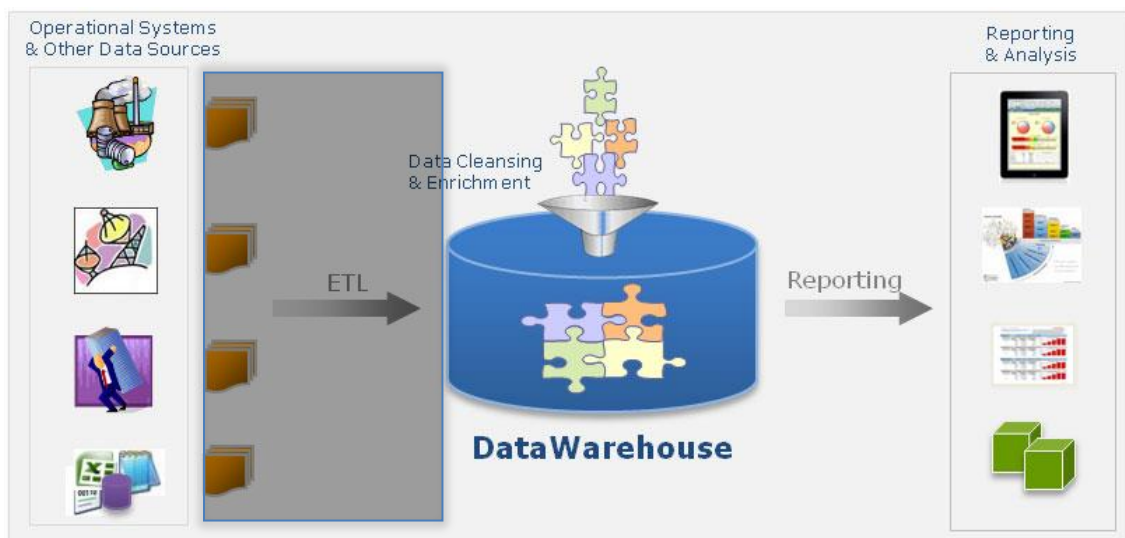 Operational Systems
& Other Data Sources
Reporting
& Analysis
Data Cleansing
& Enrichment
ETL
Reporting
DataWarehouse